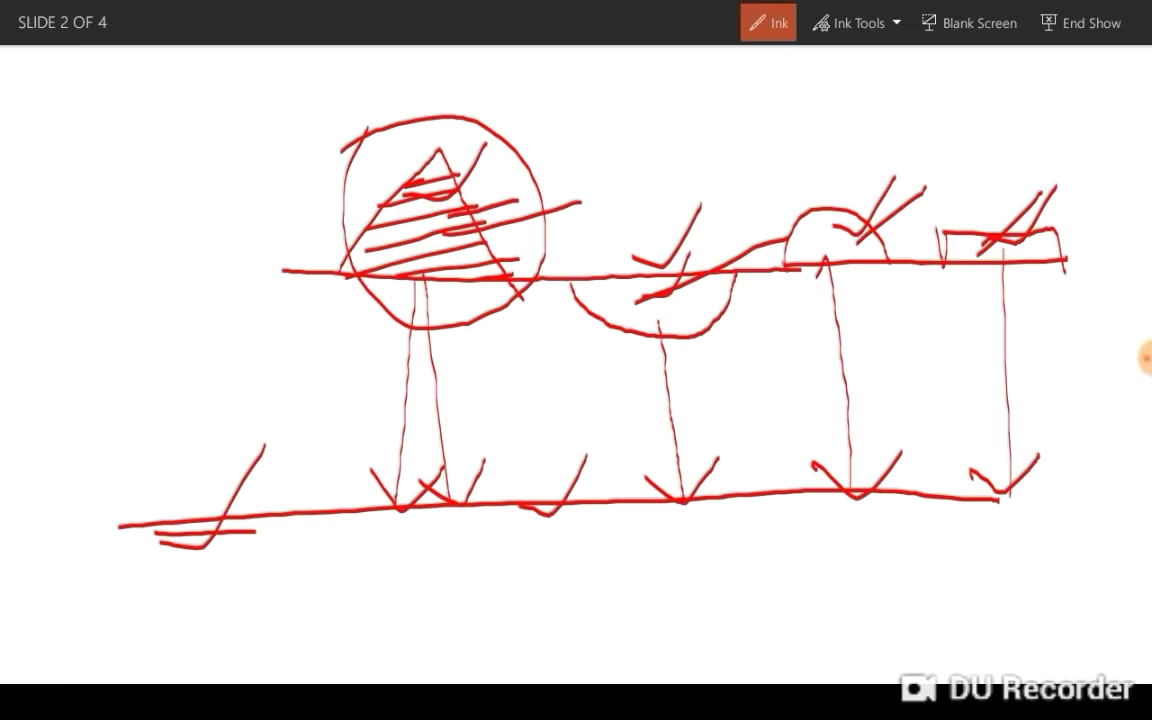 SLIDE 2 OF 4
Ink
Ink Tools
Blank Screen
End Show
DU Recorder